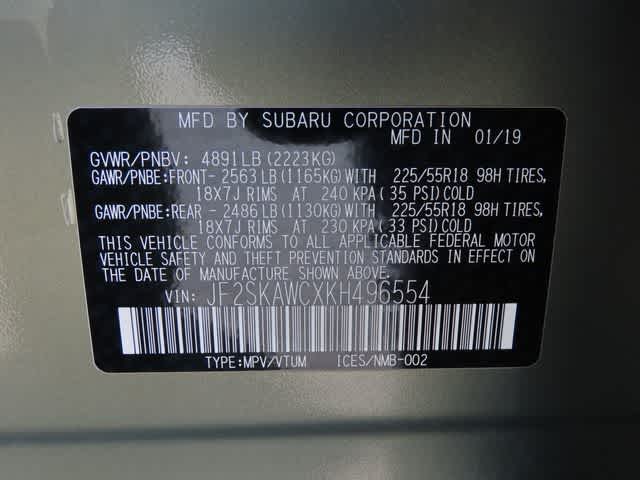 MFD BY SUBARU CORPORATION
MFD IN 01/19
GVWR/PNBV: 4891LB(2223KG)
GAWR/PNBE:FRONT- 2563LB(1165KG)WITH 225/55R18 98H TIRES,
18X7J RIMS AT 240 KPA(35 PSI)COLD
GAWR/PNBE:REAR -2486LB(1130KG)WITH 225/55R18 98H TIRES,
18X7J RIMS AT 230 KPA(33 PSI)COLD
THIS VEHICLE CONFORMS TO ALL APPLICABLE FEDERAL MOTOR
VEHICLE SAFETY AND THEFT PREVENTION STANDARDS IN EFFECT ON
THE DATE OF MANUFACTURE SHOWN ABOVE.
VIN: JF2SKAWCXKH496554
TYPE:MPV/VTUM ICES/NMB-002